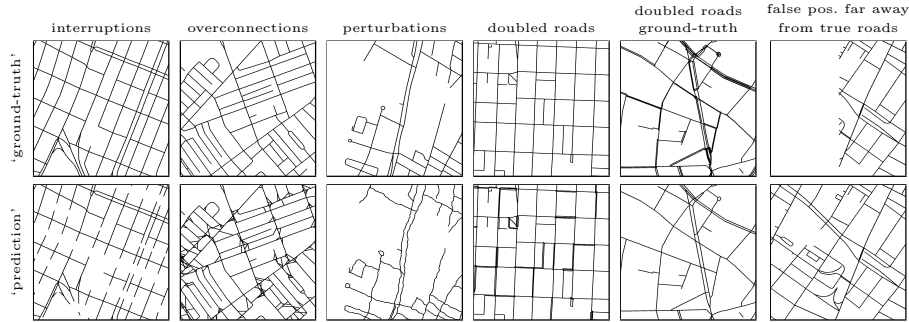 interruptions
overconnections
perturbations
doubled roads
doubled roads
ground-truth
false pos. far away
from true roads
‘ground-truth’
‘prediction’